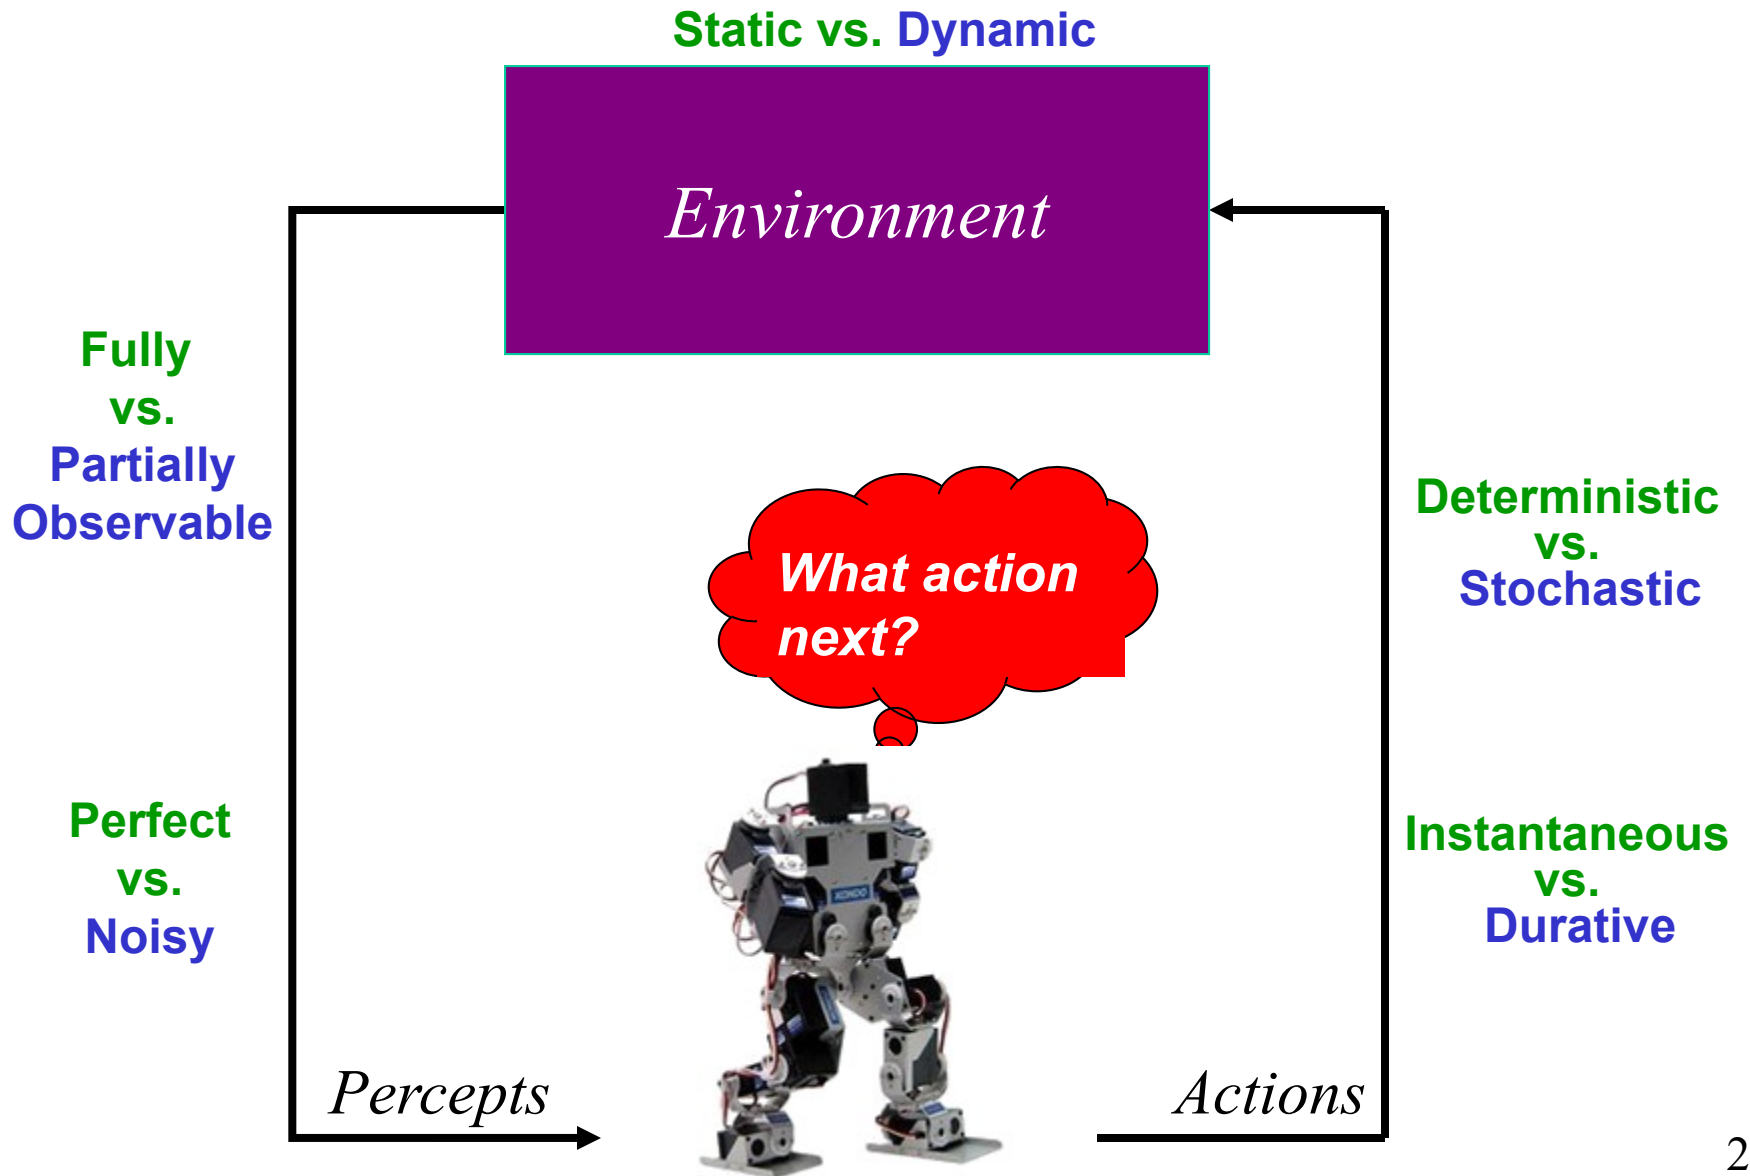 Static vs. Dynamic
Environment
Fully
vs.
Partially
Observable
What action
next?
Deterministic
vs.
Stochastic
Perfect
vs.
Noisy
Instantaneous
vs.
Durative
KONDO
Percepts
Actions
2